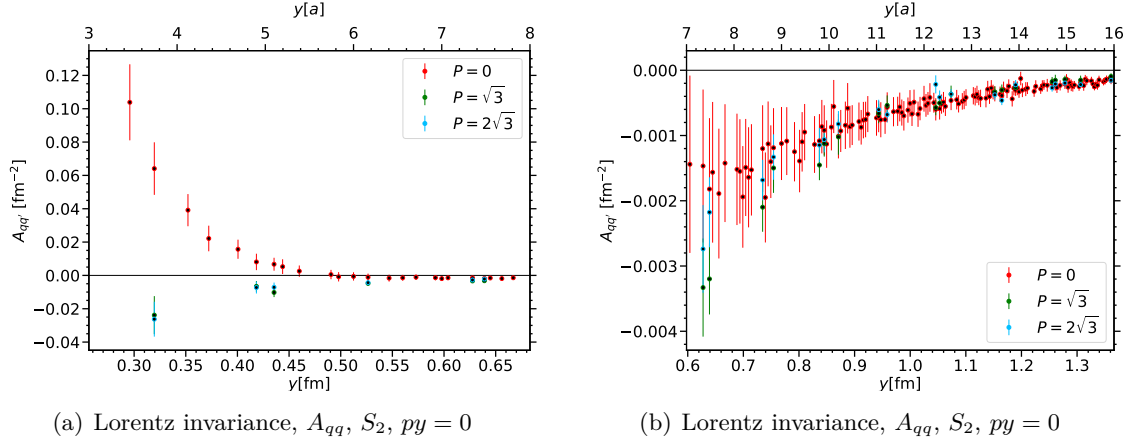 y[a]
3 4 5 6 7 8
P = 0
P = √3
P = 2√3
A_{qq'} [fm⁻²]
0.12
0.10
0.08
0.06
0.04
0.02
0.00
−0.02
−0.04
0.30 0.35 0.40 0.45 0.50 0.55 0.60 0.65
y[fm]
(a) Lorentz invariance, A_{qq}, S₂, py = 0
y[a]
7 8 9 10 11 12 13 14 15 16
A_{qq'} [fm⁻²]
0.000
−0.001
−0.002
−0.003
−0.004
P = 0
P = √3
P = 2√3
0.6 0.7 0.8 0.9 1.0 1.1 1.2 1.3
y[fm]
(b) Lorentz invariance, A_{qq}, S₂, py = 0